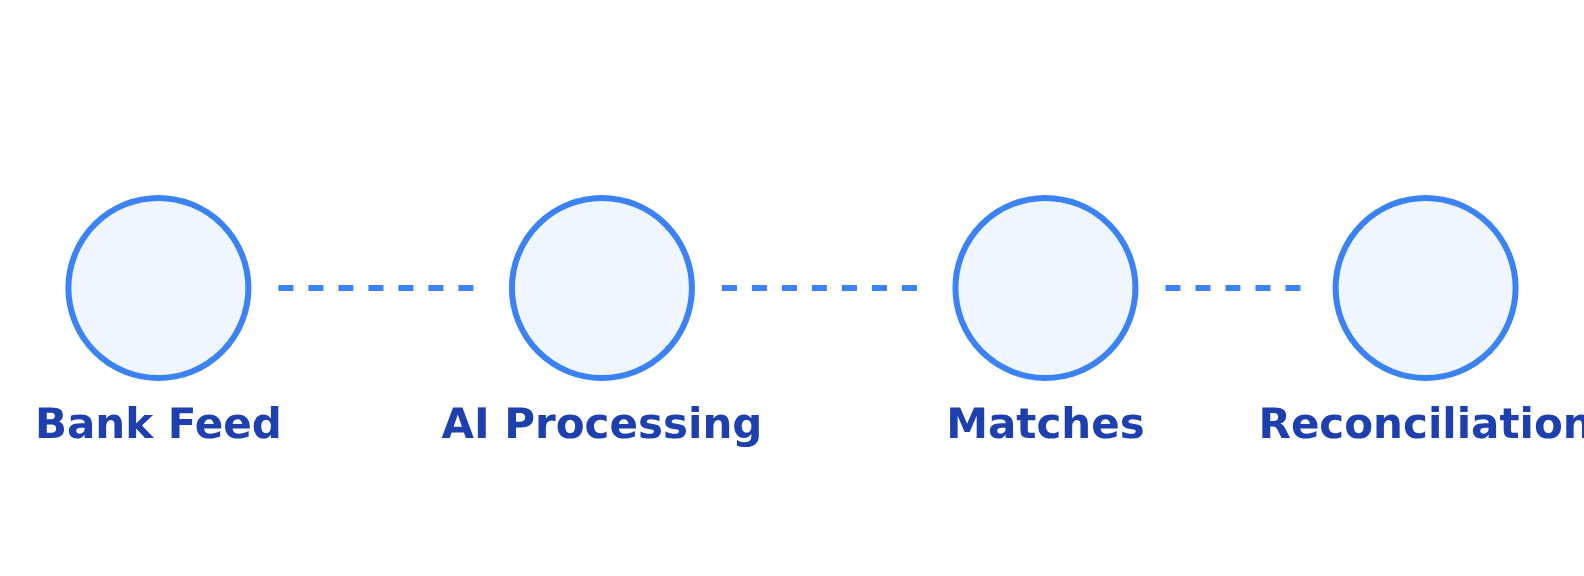 Bank Feed
AI Processing
Matches
Reconciliation